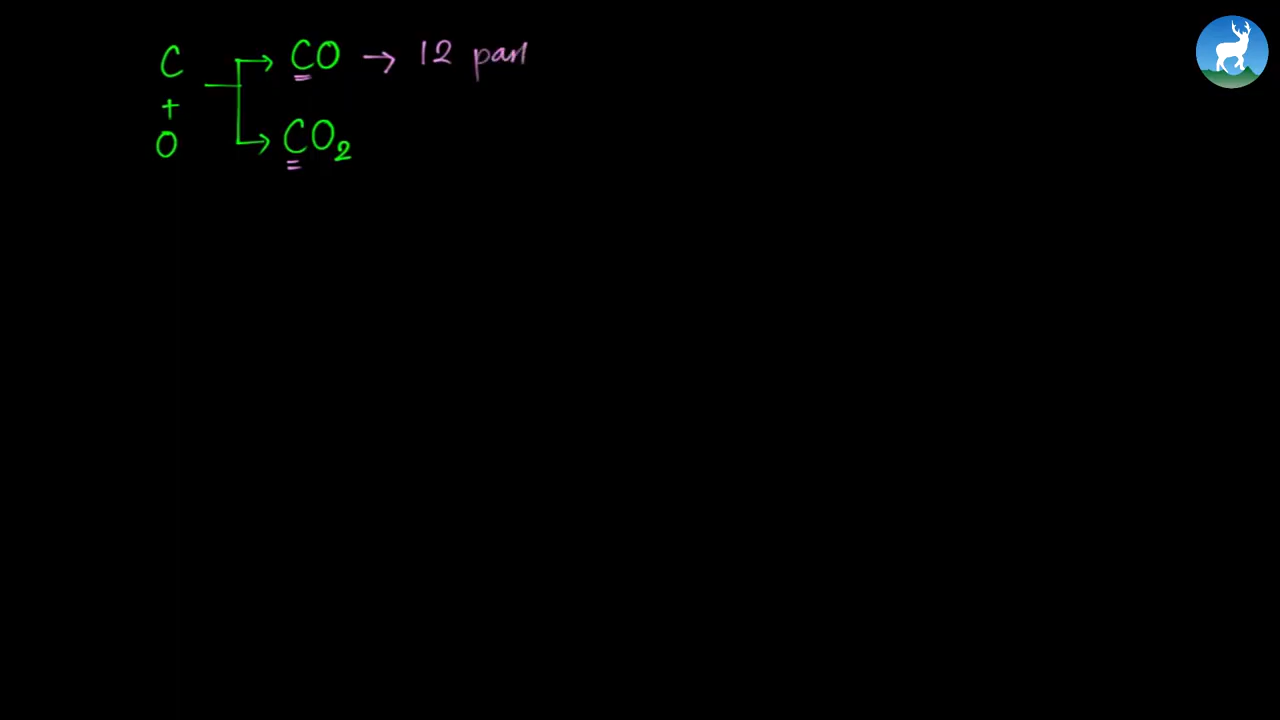 C → CO → 12 part
+
O → CO₂